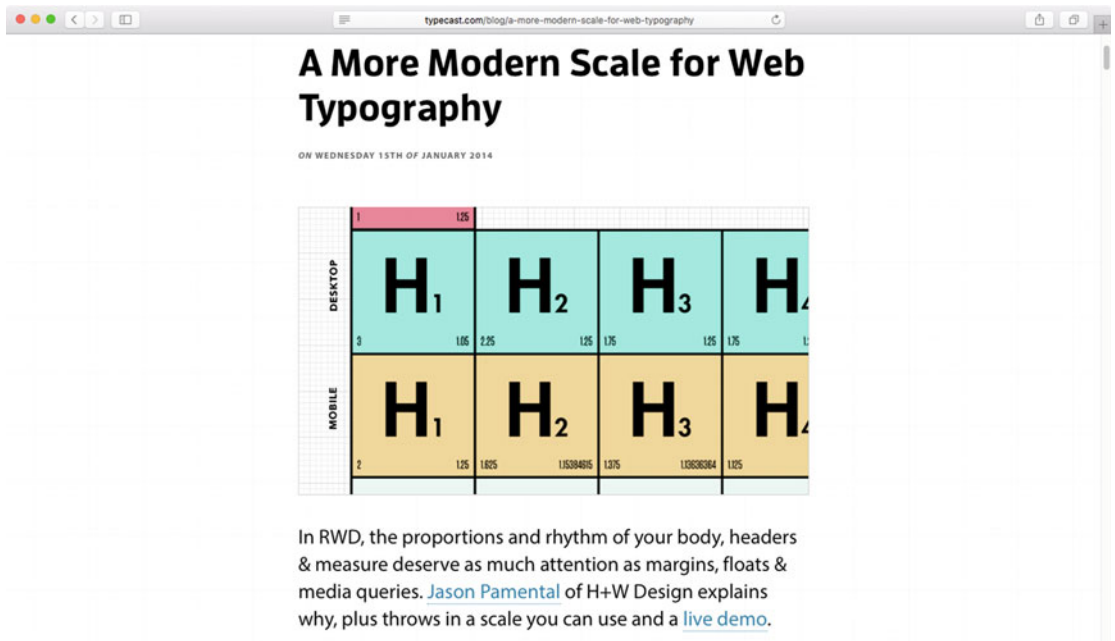 typecast.com/blog/a-more-modern-scale-for-web-typography
A More Modern Scale for Web
Typography
ON WEDNESDAY 15TH OF JANUARY 2014
1 1.25
DESKTOP
H1 H2 H3 H4
3 1.05 2.25 1.25 1.75 1.25 1.75
MOBILE
H1 H2 H3 H4
2 1.25 1.625 1.15384615 1.375 1.13636364 1.125
In RWD, the proportions and rhythm of your body, headers
& measure deserve as much attention as margins, floats &
media queries. Jason Pamental of H+W Design explains
why, plus throws in a scale you can use and a live demo.